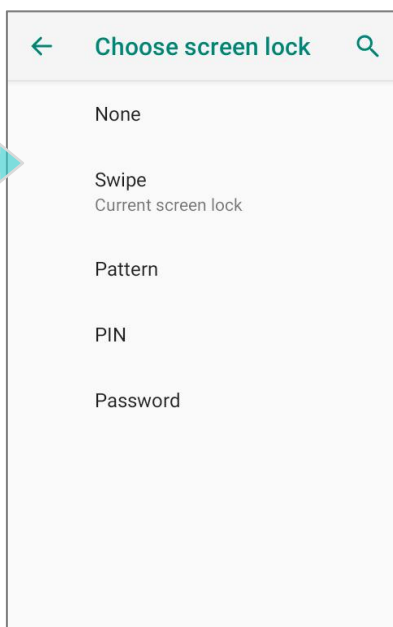 Choose screen lock
None
Swipe
Current screen lock
Pattern
PIN
Password